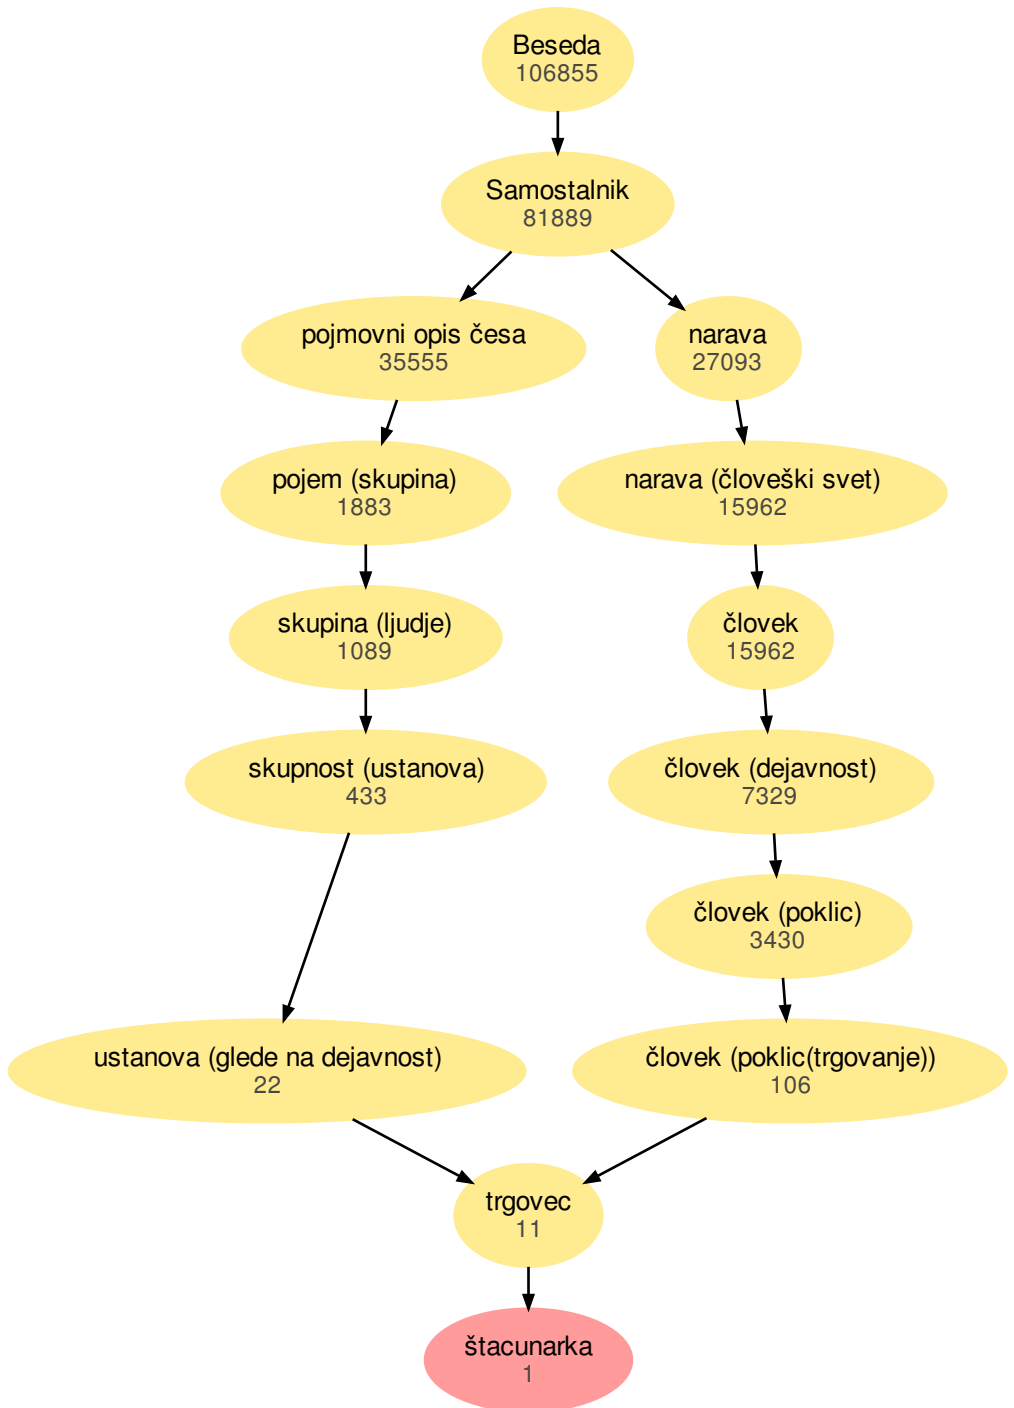 Beseda
106855
Samostalnik
81889
pojmovni opis česa
35555
narava
27093
pojem (skupina)
1883
narava (človeški svet)
15962
skupina (ljudje)
1089
človek
15962
skupnost (ustanova)
433
človek (dejavnost)
7329
človek (poklic)
3430
ustanova (glede na dejavnost)
22
človek (poklic(trgovanje))
106
trgovec
11
štacunarka
1